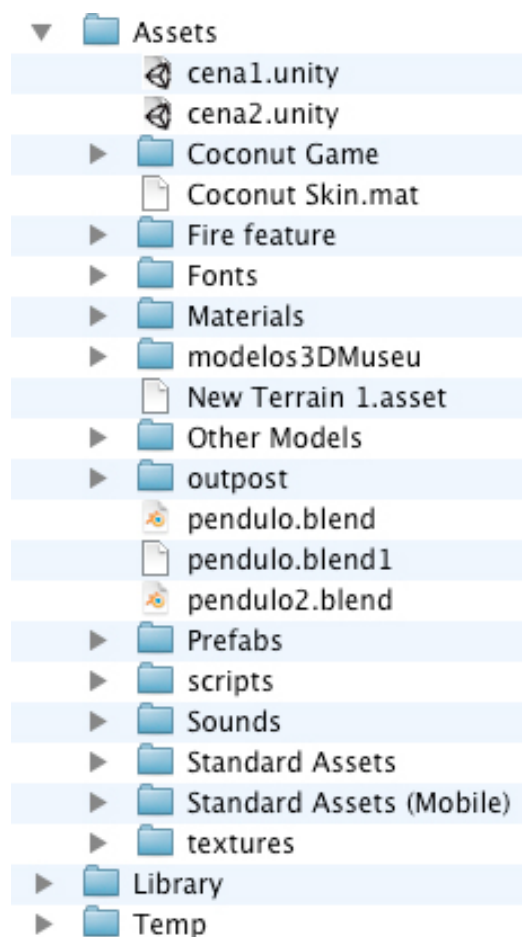 Assets
cena1.unity
cena2.unity
Coconut Game
Coconut Skin.mat
Fire feature
Fonts
Materials
modelos3DMuseu
New Terrain 1.asset
Other Models
outpost
pendulo.blend
pendulo.blend1
pendulo2.blend
Prefabs
scripts
Sounds
Standard Assets
Standard Assets (Mobile)
textures
Library
Temp